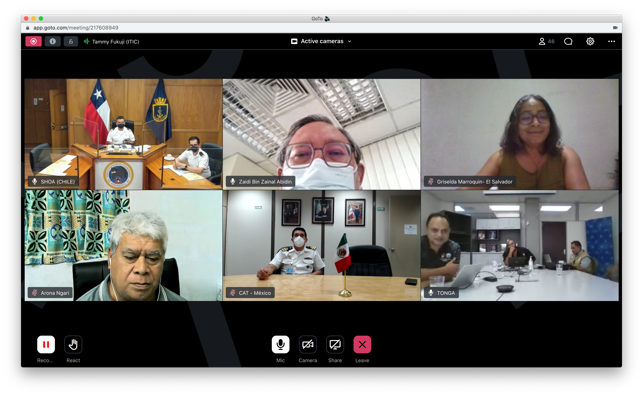 GoTo
app.goto.com/meeting/217609949
Tammy Fukuji (ITIC)
Active cameras
46
SHOA (CHILE)
Zaidi Bin Zainal Abidin
Griselda Marroquin- El Salvador
Arona Ngari
CAT - México
TONGA
Reco...
React
Mic
Camera
Share
Leave